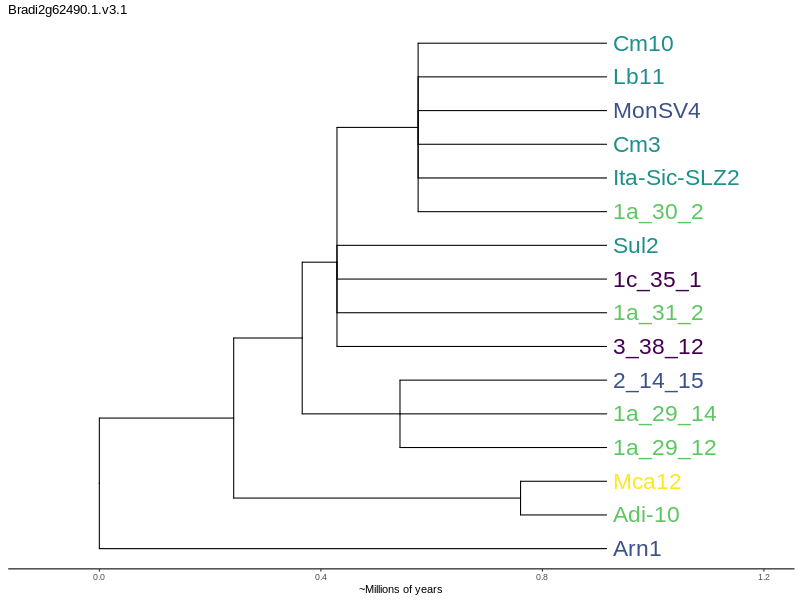 Bradi2g62490.1.v3.1
Cm10
Lb11
MonSV4
Cm3
Ita-Sic-SLZ2
1a_30_2
Sul2
1c_35_1
1a_31_2
3_38_12
2_14_15
1a_29_14
1a_29_12
Mca12
Adi-10
Arn1
0.0 0.4 0.8 1.2
~Millions of years